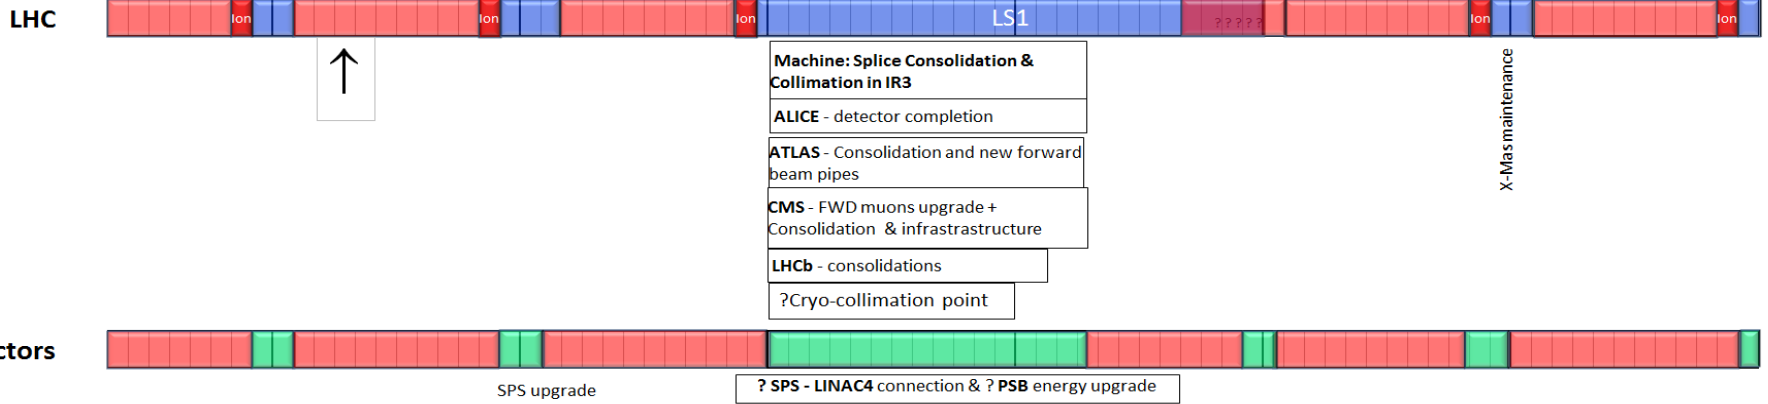 LHC
Ion
Ion
Ion
LS1
?????
Ion
Ion
Machine: Splice Consolidation &
Collimation in IR3
ALICE - detector completion
ATLAS - Consolidation and new forward
beam pipes
CMS - FWD muons upgrade +
Consolidation & infrastrastructure
LHCb - consolidations
?Cryo-collimation point
X-Mas maintenance
ctors
SPS upgrade
? SPS - LINAC4 connection & ? PSB energy upgrade